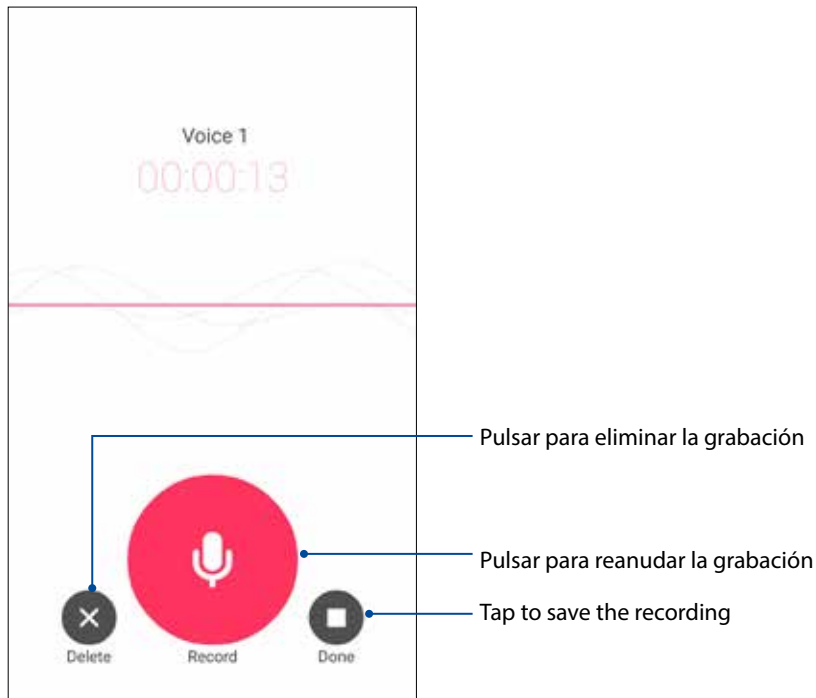 Voice 1
00:00:13
Pulsar para eliminar la grabación
Pulsar para reanudar la grabación
Tap to save the recording
Delete
Record
Done